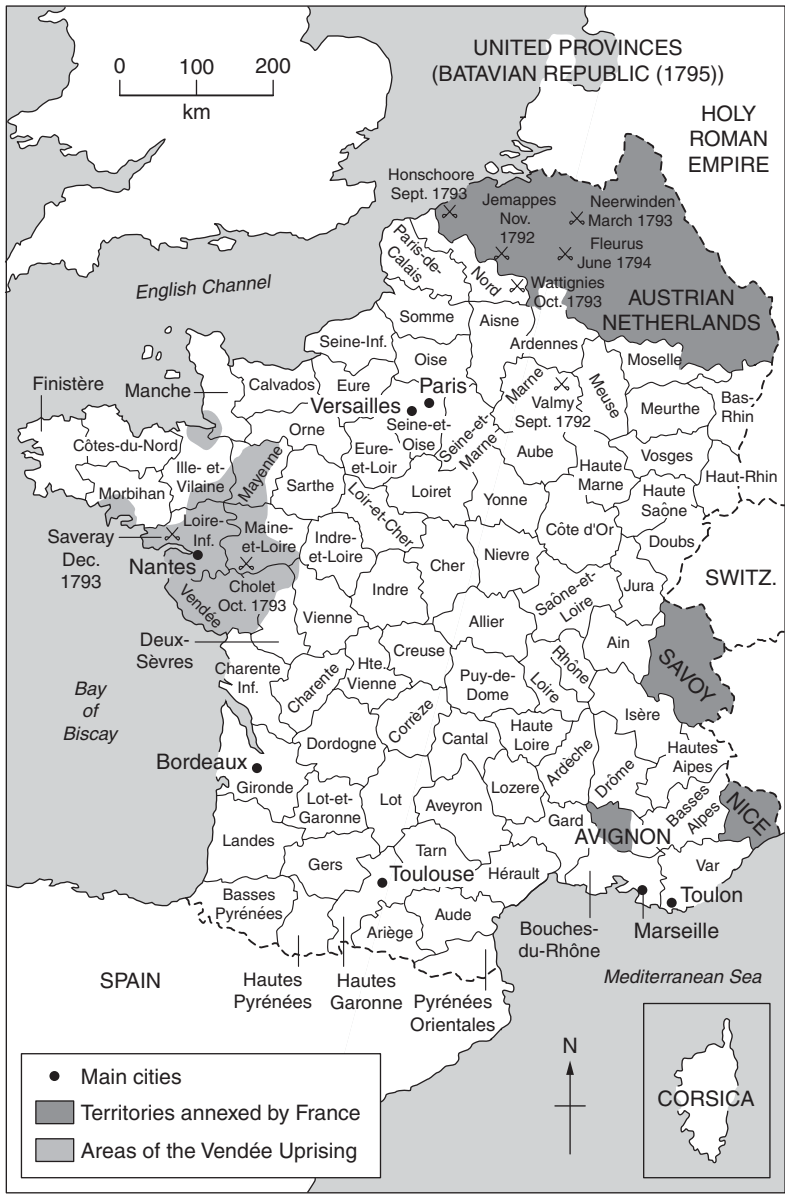 UNITED PROVINCES
(BATAVIAN REPUBLIC (1795))
0 100 200
km
HOLY
ROMAN
EMPIRE
Honschoore
Sept. 1793
Jemappes
Nov.
1792
Neerwinden
March 1793
Fleurus
June 1794
Wattignies
Oct. 1793
AUSTRIAN
NETHERLANDS
English Channel
Paris-de-
Calais
Nord
Somme
Aisne
Ardennes
Seine-Inf.
Oise
Moselle
Finistère
Manche
Calvados
Eure
Paris
Versailles
Marne
Valmy
Sept. 1792
Meuse
Meurthe
Bas-
Rhin
Orne
Seine-et-
Oise
Seine-et-
Marne
Côtes-du-Nord
Ille-et-
Vilaine
Mayenne
Eure-
et-Loir
Aube
Haute
Marne
Vosges
Haut-Rhin
Morbihan
Sarthe
Loir-et-Cher
Loiret
Yonne
Haute
Saône
Saveray
Dec.
1793
Loire-
Inf.
Maine-
et-Loire
Indre-
et-Loire
Côte d'Or
Doubs
Nantes
Cher
Nievre
Cholet
Oct. 1793
Vendée
Indre
Saône-et-
Loire
Jura
SWITZ.
Vienne
Allier
Deux-
Sèvres
Ain
Charente
Inf.
Charente
Hte.
Vienne
Creuse
Puy-de-
Dome
Loire
Rhône
SAVOY
Bay
of
Biscay
Corrèze
Isère
Dordogne
Cantal
Haute
Loire
Ardèche
Drôme
Hautes
Alpes
Bordeaux
Gironde
Lot-et-
Garonne
Lot
Aveyron
Lozere
Basses
Alpes
NICE
Landes
Gard
AVIGNON
Gers
Tarn
Hérault
Var
Toulouse
Toulon
Marseille
Basses
Pyrénées
Ariège
Aude
Bouches-
du-Rhône
SPAIN
Hautes
Pyrénées
Hautes
Garonne
Pyrénées
Orientales
Mediterranean Sea
N
CORSICA
Main cities
Territories annexed by France
Areas of the Vendée Uprising